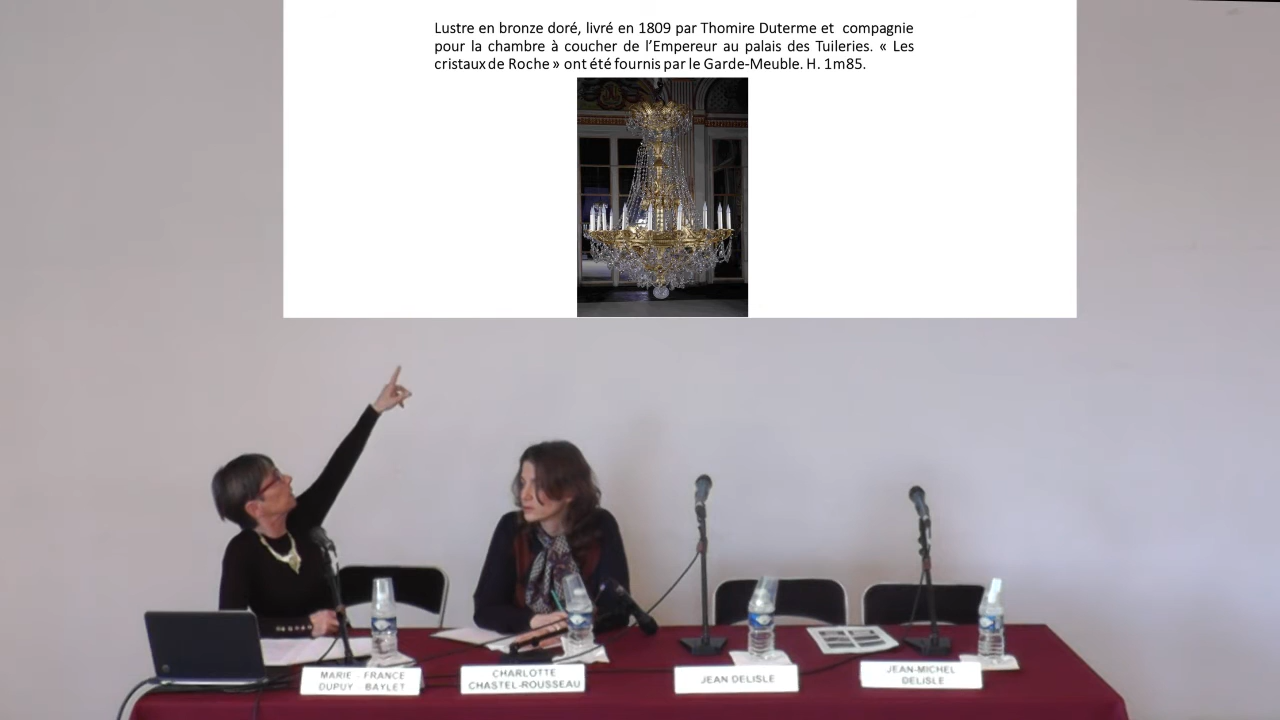 Lustre en bronze doré, livré en 1809 par Thomire Duterme et compagnie
pour la chambre à coucher de l’Empereur au palais des Tuileries. « Les
cristaux de Roche » ont été fournis par le Garde-Meuble. H. 1m85.
MARIE - FRANCE
DUPUY - BAYLET
CHARLOTTE
CHASTEL-ROUSSEAU
JEAN DELISLE
JEAN-MICHEL
DELISLE